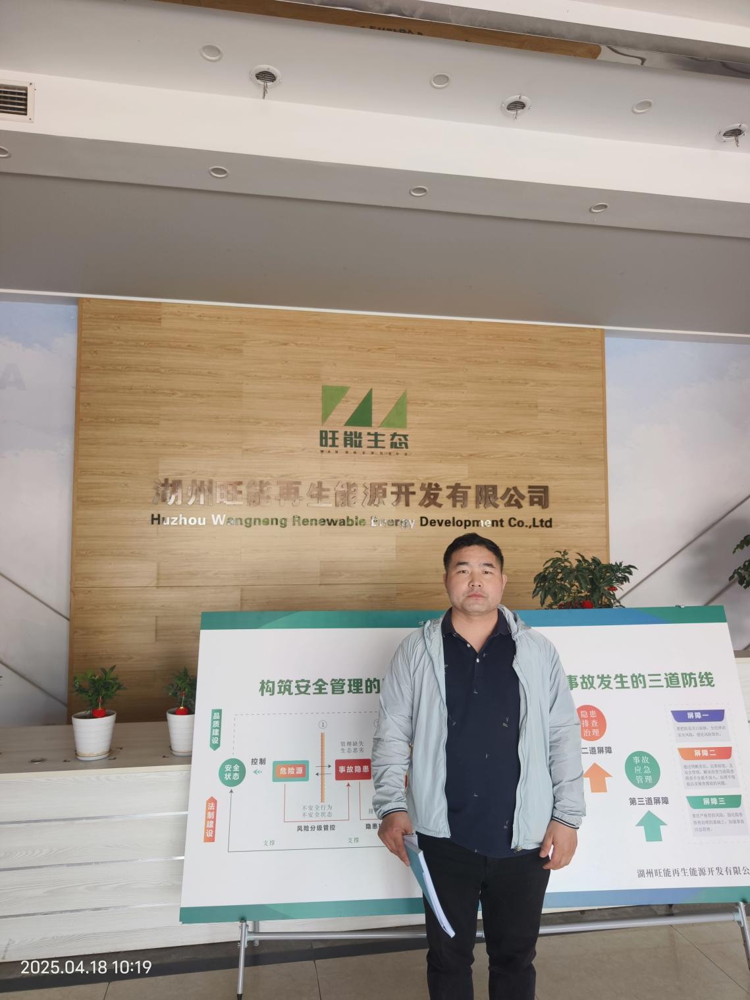 旺能生态
WANGNENGECO
湖州旺能再生能源开发有限公司
Huzhou Wangneng Renewable Energy Development Co.,Ltd
构筑安全管理的
事故发生的三道防线
品质建设
法制建设
安全状态
控制
危险源
①
管理缺失
生态恶劣
事故隐患
不安全行为
不安全状态
风险分级管控
隐患
支撑
支撑
隐患排查治理
二道屏障
事故应急管理
第三道屏障
屏障一
屏障二
屏障三
湖州旺能再生能源开发有限公
2025.04.18 10:19